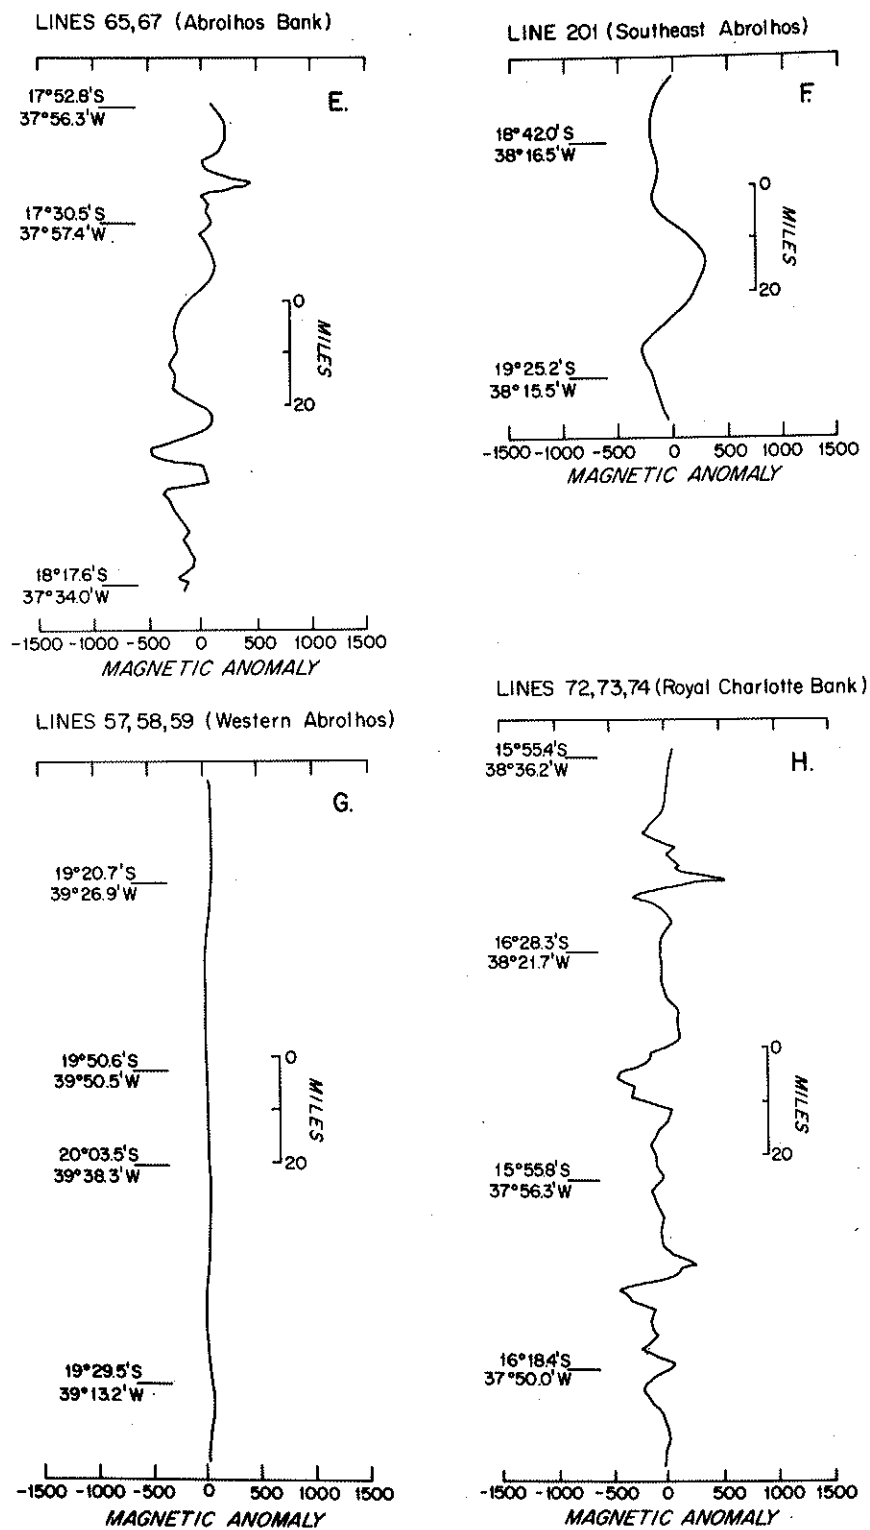 LINES 65,67 (Abrolhos Bank)
E.
17°52.8'S
37°56.3'W
17°30.5'S
37°57.4'W
0
MILES
20
18°17.6'S
37°34.0'W
-1500 -1000 -500 0 500 1000 1500
MAGNETIC ANOMALY
LINE 201 (Southeast Abrolhos)
F.
18°42.0'S
38°16.5'W
0
MILES
20
19°25.2'S
38°15.5'W
-1500 -1000 -500 0 500 1000 1500
MAGNETIC ANOMALY
LINES 57,58,59 (Western Abrolhos)
G.
19°20.7'S
39°26.9'W
19°50.6'S
39°50.5'W
0
MILES
20
20°03.5'S
39°38.3'W
19°29.5'S
39°13.2'W
-1500 -1000 -500 0 500 1000 1500
MAGNETIC ANOMALY
LINES 72,73,74 (Royal Charlotte Bank)
H.
15°55.4'S
38°36.2'W
16°28.3'S
38°21.7'W
0
MILES
20
15°55.8'S
37°56.3'W
16°18.4'S
37°50.0'W
-1500 -1000 -500 0 500 1000 1500
MAGNETIC ANOMALY